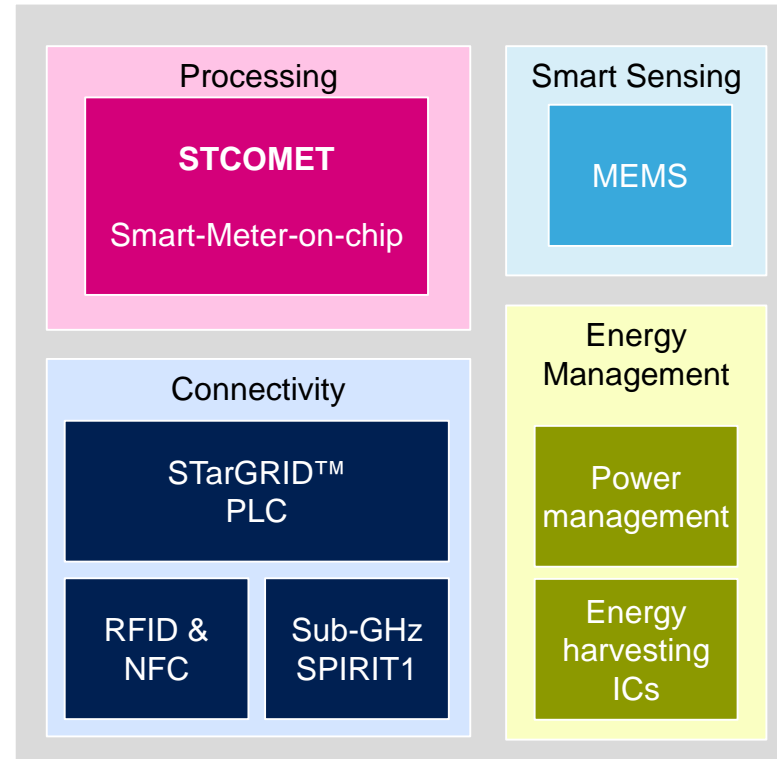 Processing
STCOMET
Smart-Meter-on-chip
Smart Sensing
MEMS
Connectivity
STarGRID™
PLC
RFID &
NFC
Sub-GHz
SPIRIT1
Energy
Management
Power
management
Energy
harvesting
ICs